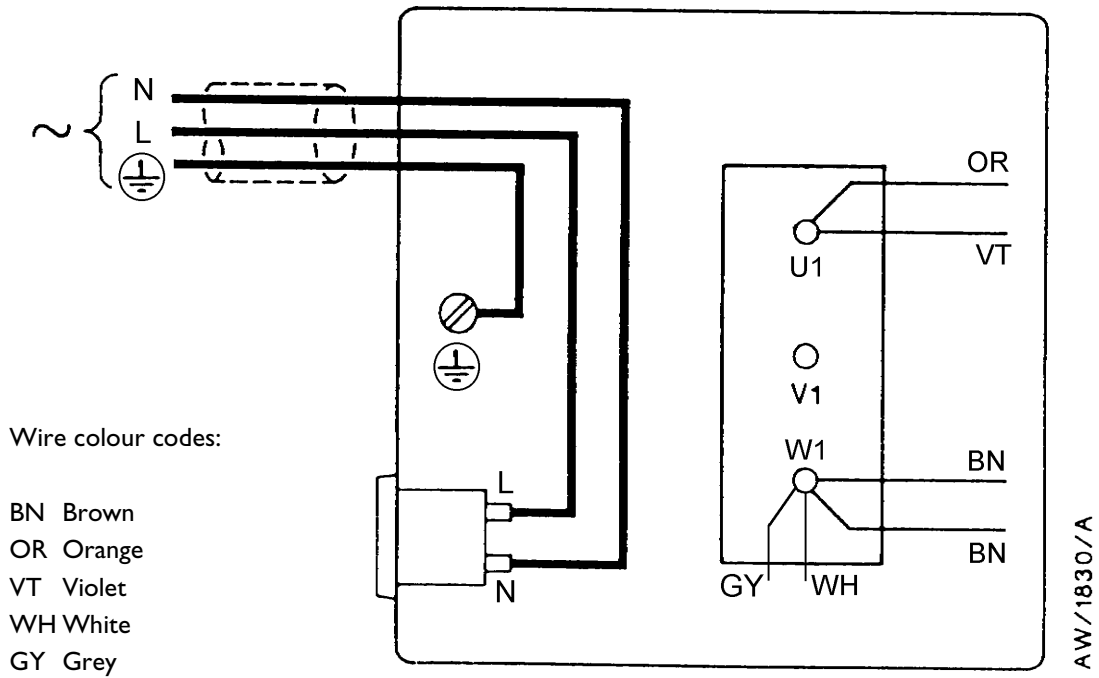 N
L
OR
U1
VT
V1
W1
BN
BN
GY
WH
L
N
Wire colour codes:
BN Brown
OR Orange
VT Violet
WH White
GY Grey
AW/1830/A